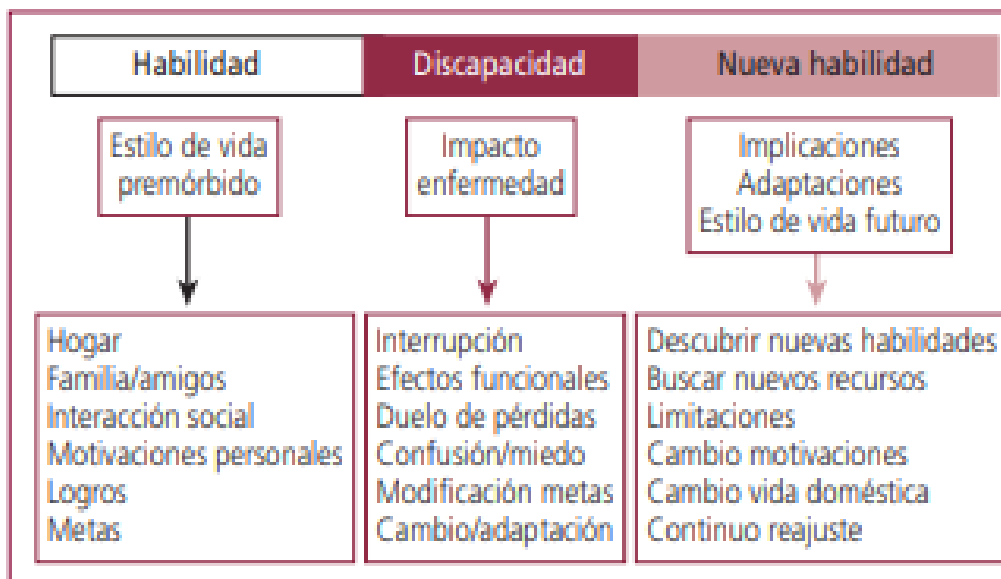 Habilidad
Discapacidad
Nueva habilidad
Estilo de vida
premórbido
Impacto
enfermedad
Implicaciones
Adaptaciones
Estilo de vida futuro
Hogar
Familia/amigos
Interacción social
Motivaciones personales
Logros
Metas
Interrupción
Efectos funcionales
Duelo de pérdidas
Confusión/miedo
Modificación metas
Cambio/adaptación
Descubrir nuevas habilidades
Buscar nuevos recursos
Limitaciones
Cambio motivaciones
Cambio vida doméstica
Continuo reajuste